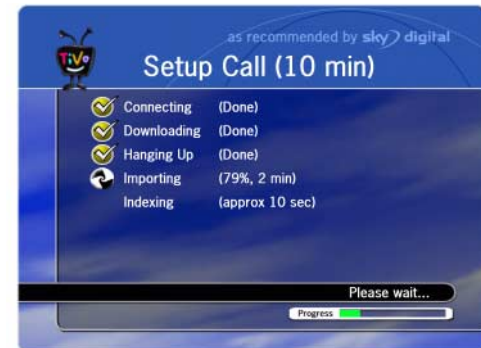 as recommended by sky digital
TiVo
Setup Call (10 min)
Connecting (Done)
Downloading (Done)
Hanging Up (Done)
Importing (79%, 2 min)
Indexing (approx 10 sec)
Please wait...
Progress